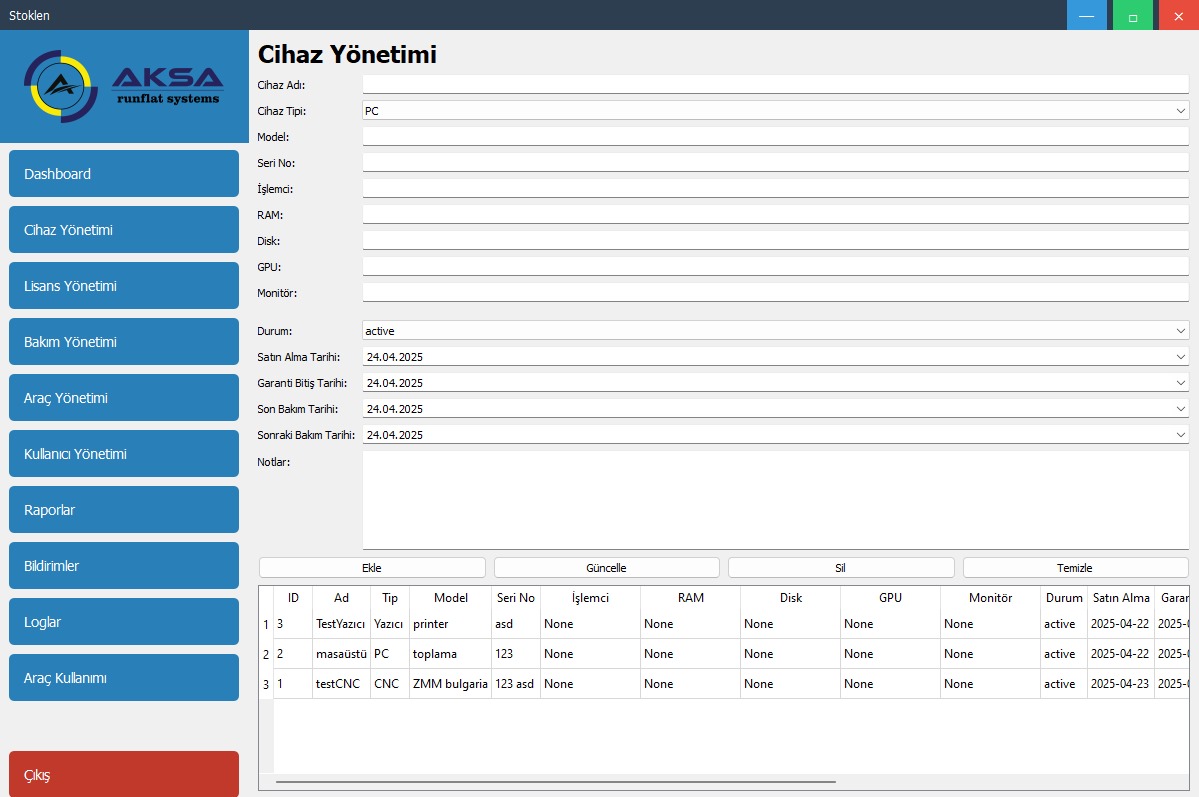 Stoklen
AKSA
runflat systems
Dashboard
Cihaz Yönetimi
Lisans Yönetimi
Bakım Yönetimi
Araç Yönetimi
Kullanıcı Yönetimi
Raporlar
Bildirimler
Loglar
Araç Kullanımı
Çıkış
Cihaz Yönetimi
Cihaz Adı:
Cihaz Tipi: PC
Model:
Seri No:
İşlemci:
RAM:
Disk:
GPU:
Monitör:
Durum: active
Satın Alma Tarihi: 24.04.2025
Garanti Bitiş Tarihi: 24.04.2025
Son Bakım Tarihi: 24.04.2025
Sonraki Bakım Tarihi: 24.04.2025
Notlar:
Ekle Güncelle Sil Temizle
ID Ad Tip Model Seri No İşlemci RAM Disk GPU Monitör Durum Satın Alma Garan
1 3 TestYazıcı Yazıcı printer asd None None None None None active 2025-04-22 2025-0
2 2 masaüstü PC toplama 123 None None None None None active 2025-04-22 2025-0
3 1 testCNC CNC ZMM bulgaria 123 asd None None None None None active 2025-04-23 2025-0